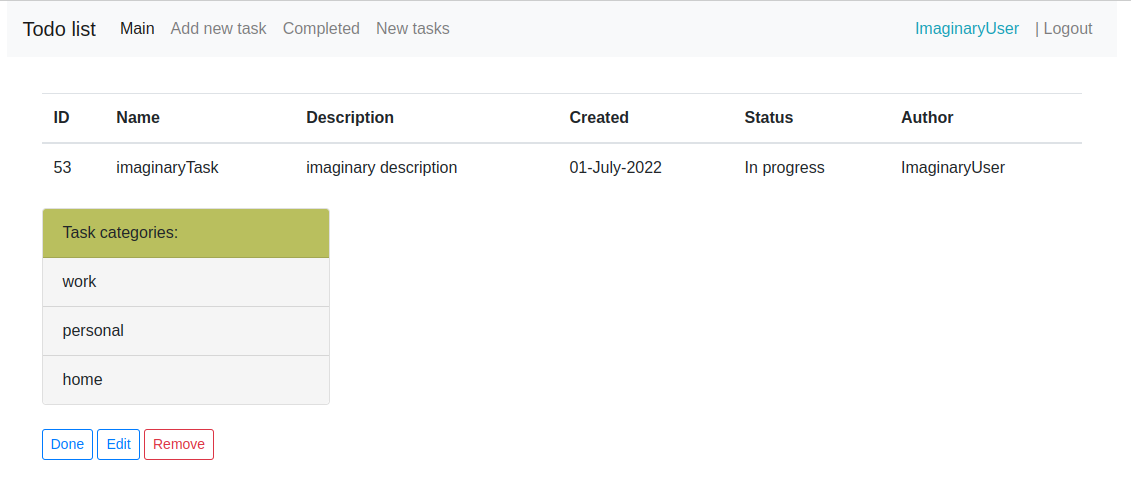 Todo list Main Add new task Completed New tasks ImaginaryUser | Logout
ID Name Description Created Status Author
53 imaginaryTask imaginary description 01-July-2022 In progress ImaginaryUser
Task categories:
work
personal
home
Done Edit Remove